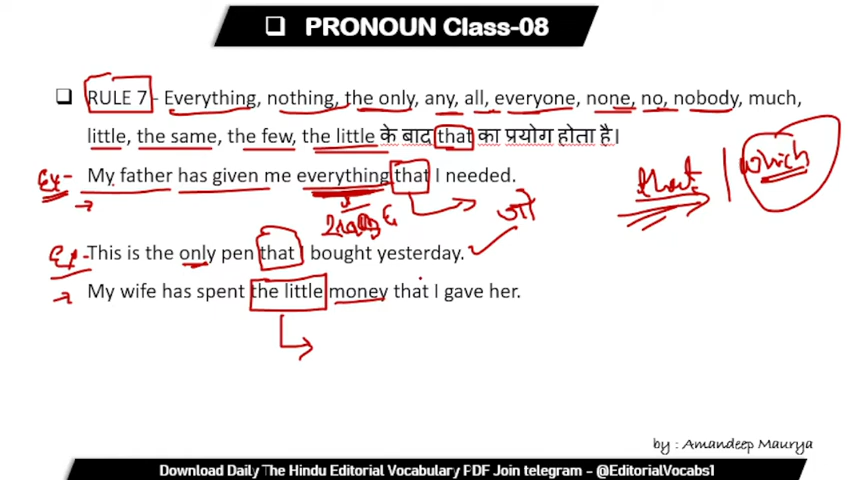 ❑ PRONOUN Class-08
❑ RULE 7 - Everything, nothing, the only, any, all, everyone, none, no, nobody, much,
little, the same, the few, the little के बाद that का प्रयोग होता है।
Ex- My father has given me everything that I needed.
that | which
जो
Ex- This is the only pen that I bought yesterday.
My wife has spent the little money that I gave her.
by : Amandeep Maurya
Download Daily The Hindu Editorial Vocabulary PDF Join telegram - @EditorialVocabs1